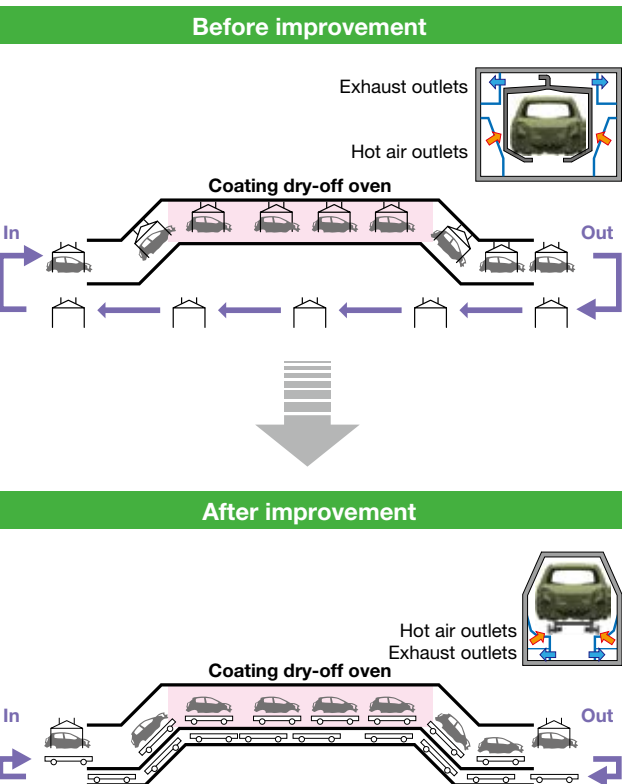 Before improvement
Exhaust outlets
Hot air outlets
Coating dry-off oven
In
Out
After improvement
Hot air outlets
Exhaust outlets
Coating dry-off oven
In
Out